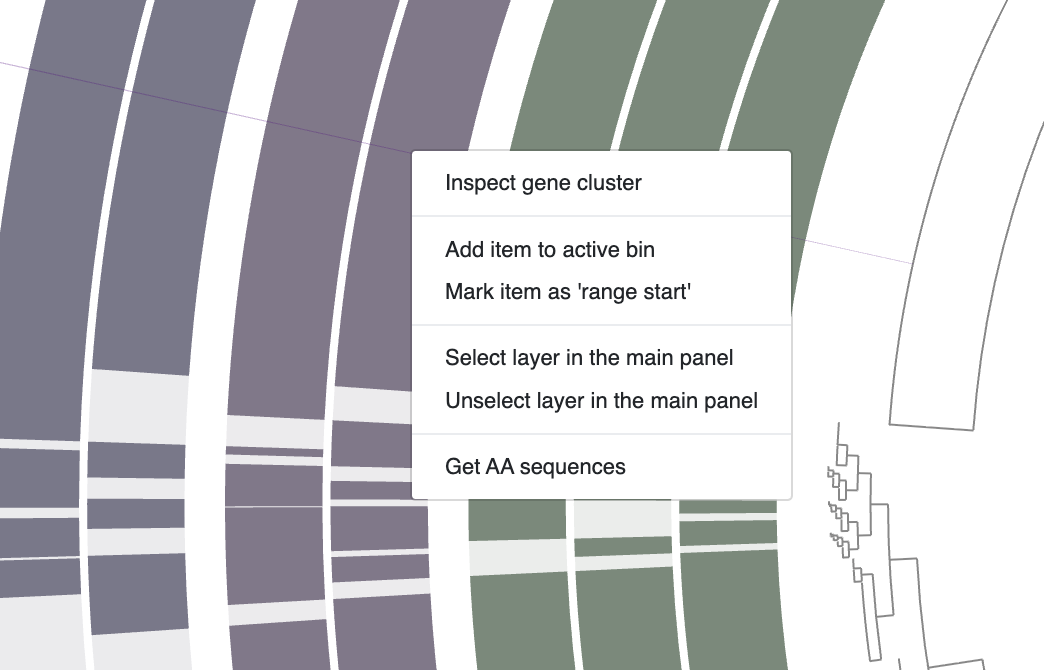 Inspect gene cluster
Add item to active bin
Mark item as 'range start'
Select layer in the main panel
Unselect layer in the main panel
Get AA sequences